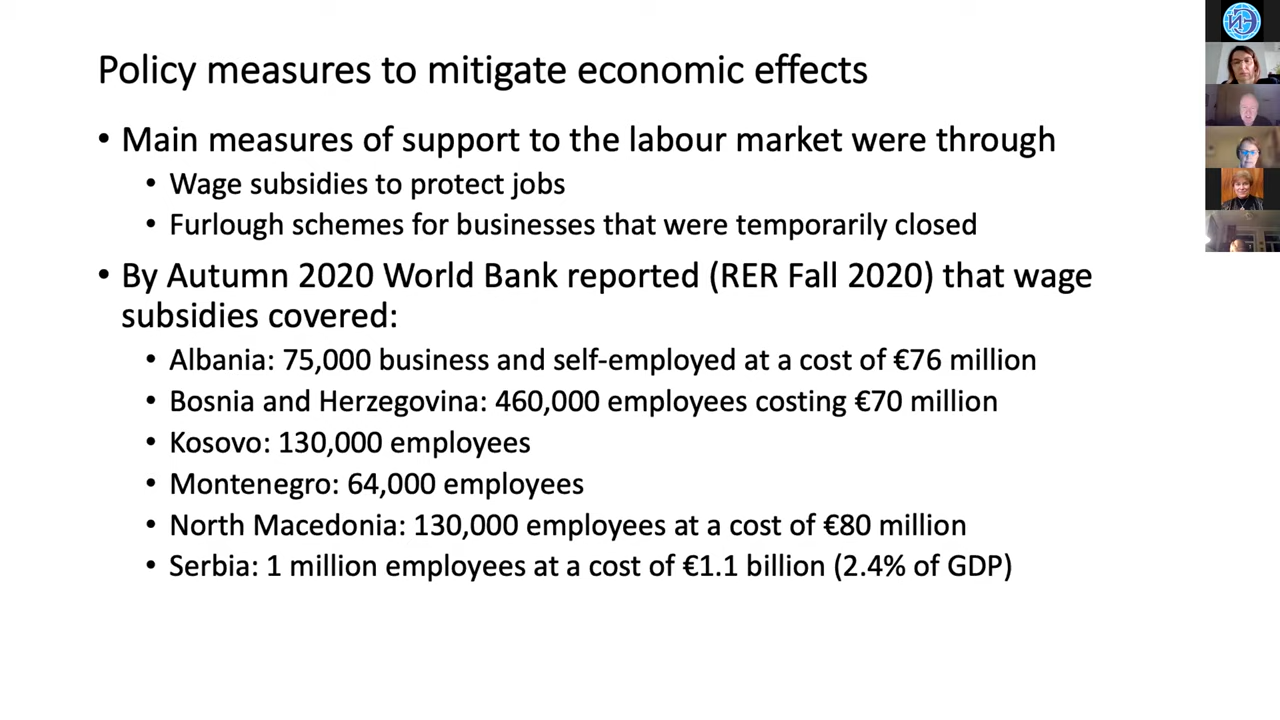 Policy measures to mitigate economic effects
• Main measures of support to the labour market were through
• Wage subsidies to protect jobs
• Furlough schemes for businesses that were temporarily closed
• By Autumn 2020 World Bank reported (RER Fall 2020) that wage
subsidies covered:
• Albania: 75,000 business and self-employed at a cost of €76 million
• Bosnia and Herzegovina: 460,000 employees costing €70 million
• Kosovo: 130,000 employees
• Montenegro: 64,000 employees
• North Macedonia: 130,000 employees at a cost of €80 million
• Serbia: 1 million employees at a cost of €1.1 billion (2.4% of GDP)